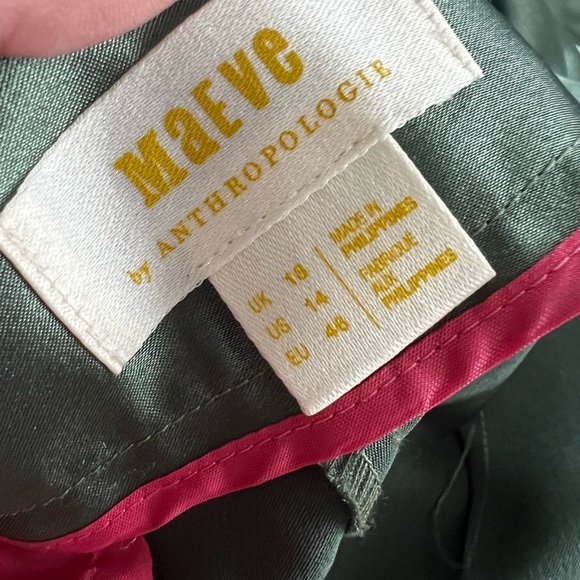 MaEVe
by ANTHROPOLOGIE
UK 18
US 14
EU 46
MADE IN
PHILIPPINES
FABRIQUÉ
AUX
PHILIPPINES